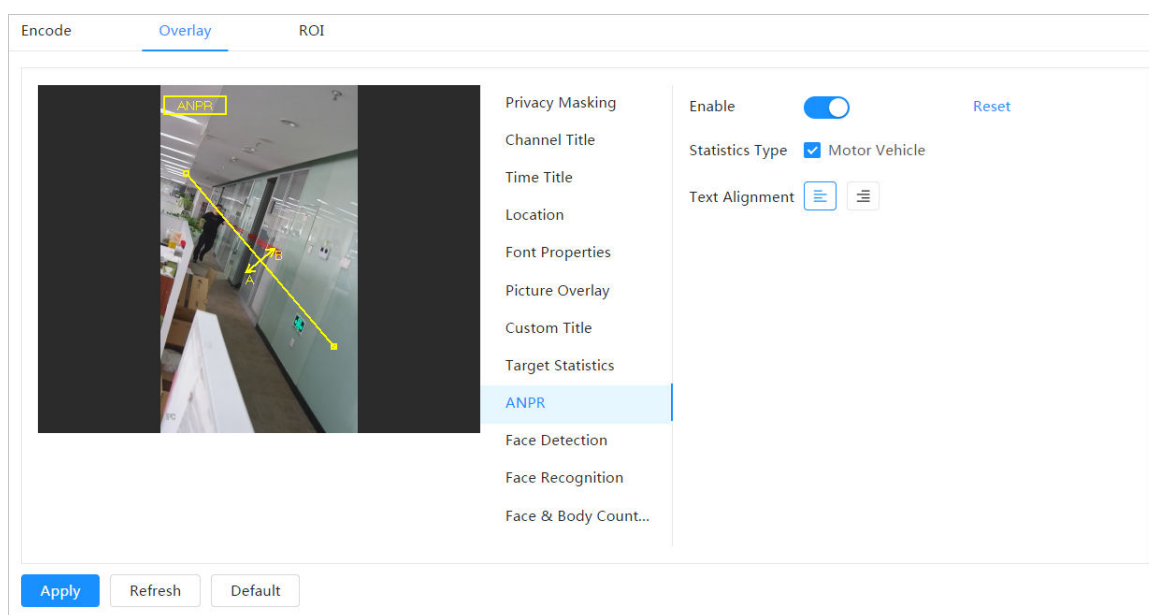 Encode Overlay ROI
ANPR
B
A
Privacy Masking
Channel Title
Time Title
Location
Font Properties
Picture Overlay
Custom Title
Target Statistics
ANPR
Face Detection
Face Recognition
Face & Body Count...
Enable Reset
Statistics Type Motor Vehicle
Text Alignment
Apply Refresh Default